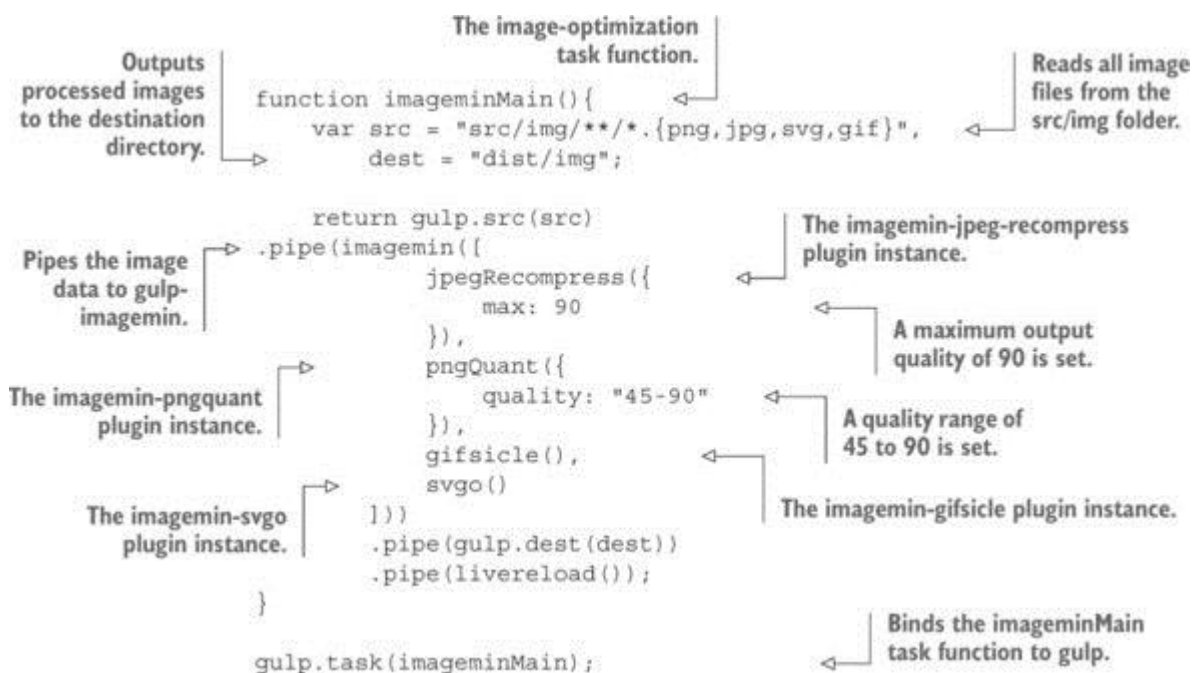 The image-optimization
task function.
Outputs
processed images
to the destination
directory.
Reads all image
files from the
src/img folder.
function imageminMain(){
var src = "src/img/**/*.{png,jpg,svg,gif}",
dest = "dist/img";
return gulp.src(src)
.pipe(imagemin([
jpegRecompress({
max: 90
}),
pngQuant({
quality: "45-90"
}),
gifsicle(),
svgo()
]))
.pipe(gulp.dest(dest))
.pipe(livereload());
}
gulp.task(imageminMain);
Pipes the image
data to gulp-
imagemin.
The imagemin-jpeg-recompress
plugin instance.
A maximum output
quality of 90 is set.
The imagemin-pngquant
plugin instance.
A quality range of
45 to 90 is set.
The imagemin-gifsicle plugin instance.
The imagemin-svgo
plugin instance.
Binds the imageminMain
task function to gulp.